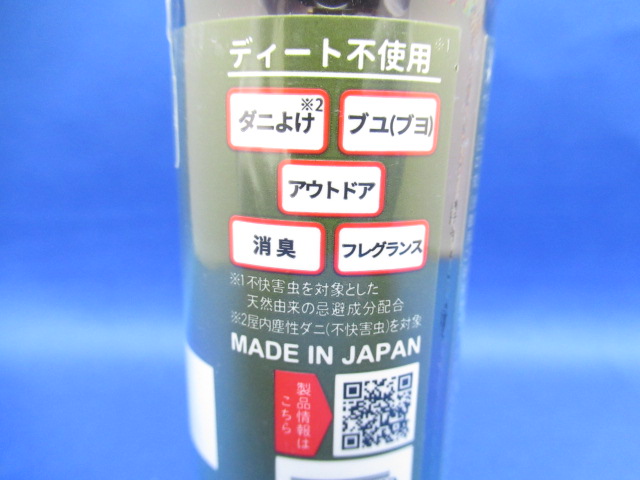 ディート不使用※1
ダニよけ※2
ブユ(ブヨ)
アウトドア
消臭
フレグランス
※1不快害虫を対象とした
天然由来の忌避成分配合
※2屋内塵性ダニ(不快害虫)を対象
MADE IN JAPAN
製品情報は
こちら